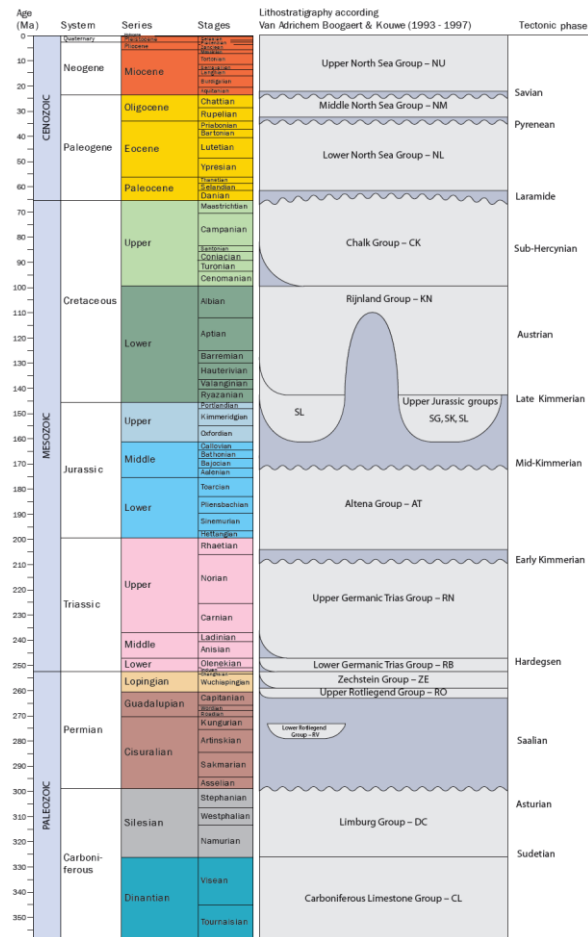 Age
(Ma)
System
Series
Stages
Lithostratigraphy according
Van Adrichem Boogaert & Kouwe (1993 - 1997)
Tectonic phase
0
10
20
30
40
50
60
70
80
90
100
110
120
130
140
150
160
170
180
190
200
210
220
230
240
250
260
270
280
290
300
310
320
330
340
350
CENOZOIC
MESOZOIC
PALEOZOIC
Quaternary
Neogene
Paleogene
Cretaceous
Jurassic
Triassic
Permian
Carboni-
ferous
Pliocene
Miocene
Oligocene
Eocene
Paleocene
Upper
Lower
Upper
Middle
Lower
Upper
Middle
Lower
Lopingian
Guadalupian
Cisuralian
Silesian
Dinantian
Tortonian
Langhian
Burdigalian
Aquitanian
Chattian
Rupelian
Priabonian
Bartonian
Lutetian
Ypresian
Thanetian
Selandian
Danian
Maastrichtian
Campanian
Santonian
Coniacian
Turonian
Cenomanian
Albian
Aptian
Barremian
Hauterivian
Valanginian
Ryazanian
Portlandian
Kimmeridgian
Oxfordian
Callovian
Bathonian
Bajocian
Aalenian
Toarcian
Pliensbachian
Sinemurian
Hettangian
Rhaetian
Norian
Carnian
Ladinian
Anisian
Olenekian
Wuchiapingian
Capitanian
Kungurian
Artinskian
Sakmarian
Asselian
Stephanian
Westphalian
Namurian
Visean
Tournaisian
Upper North Sea Group – NU
Middle North Sea Group – NM
Lower North Sea Group – NL
Chalk Group – CK
Rijnland Group – KN
SL
Upper Jurassic groups
SG, SK, SL
Altena Group – AT
Upper Germanic Trias Group – RN
Lower Germanic Trias Group – RB
Zechstein Group – ZE
Upper Rotliegend Group – RO
Lower Rotliegend
Group – RV
Limburg Group – DC
Carboniferous Limestone Group – CL
Savian
Pyrenean
Laramide
Sub-Hercynian
Austrian
Late Kimmerian
Mid-Kimmerian
Early Kimmerian
Hardegsen
Saalian
Asturian
Sudetian